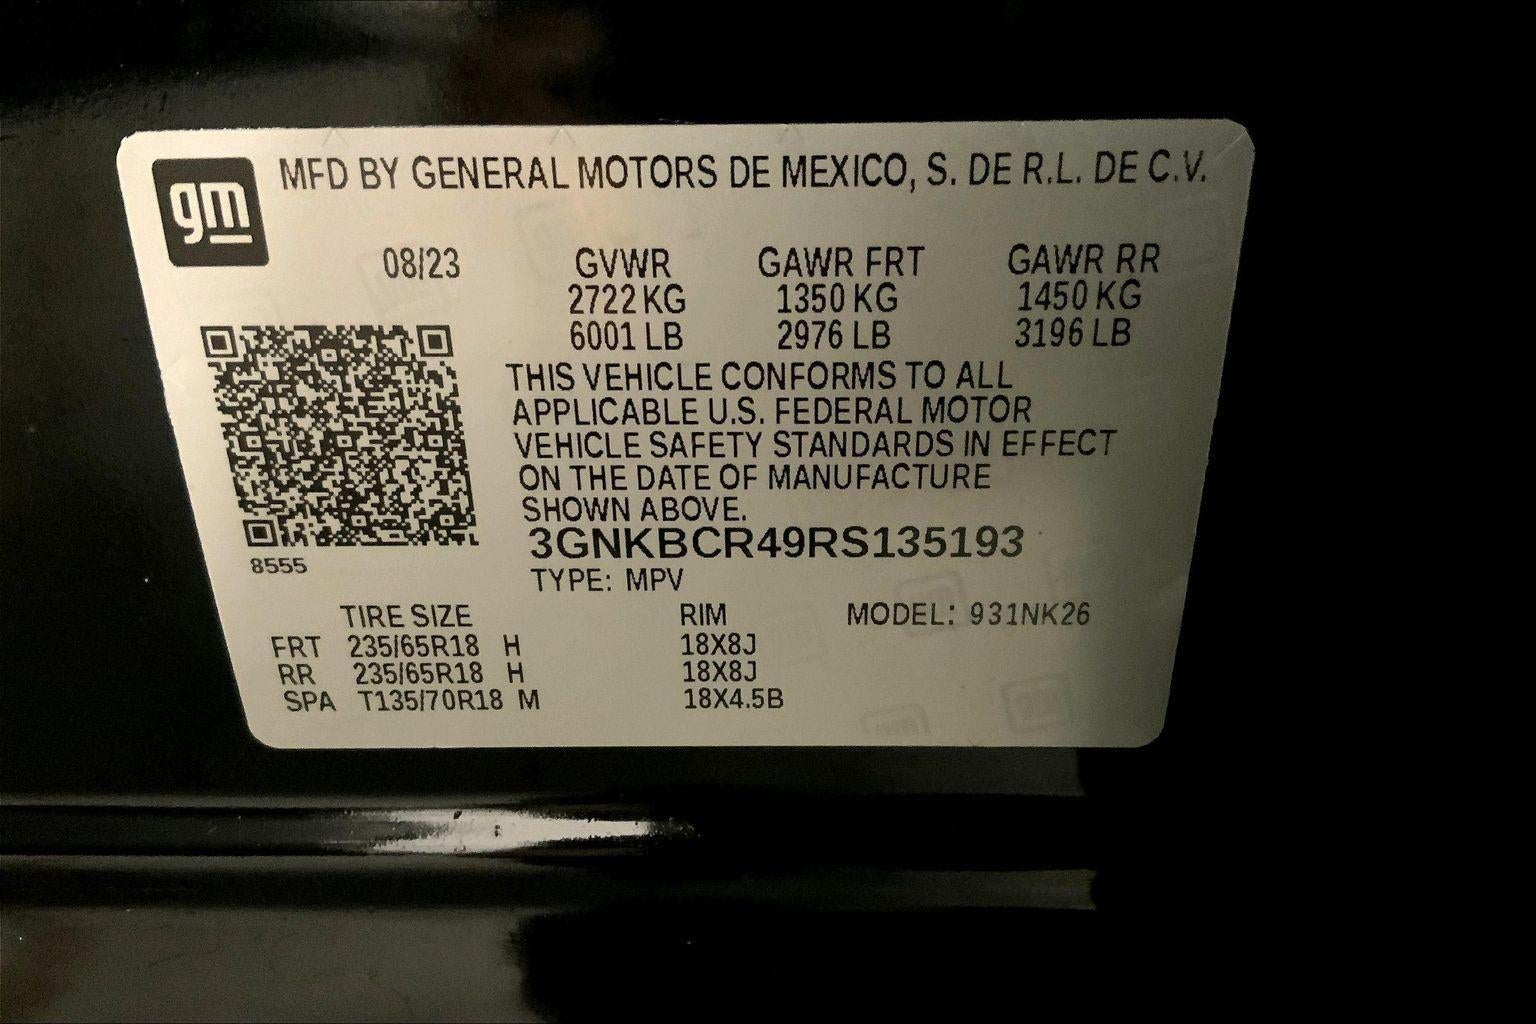 gm
MFD BY GENERAL MOTORS DE MEXICO, S. DE R.L. DE C.V.
08/23 GVWR GAWR FRT GAWR RR
2722 KG 1350 KG 1450 KG
6001 LB 2976 LB 3196 LB
THIS VEHICLE CONFORMS TO ALL
APPLICABLE U.S. FEDERAL MOTOR
VEHICLE SAFETY STANDARDS IN EFFECT
ON THE DATE OF MANUFACTURE
SHOWN ABOVE.
3GNKBCR49RS135193
8555
TYPE: MPV
TIRE SIZE RIM MODEL: 931NK26
FRT 235/65R18 H 18X8J
RR 235/65R18 H 18X8J
SPA T135/70R18 M 18X4.5B